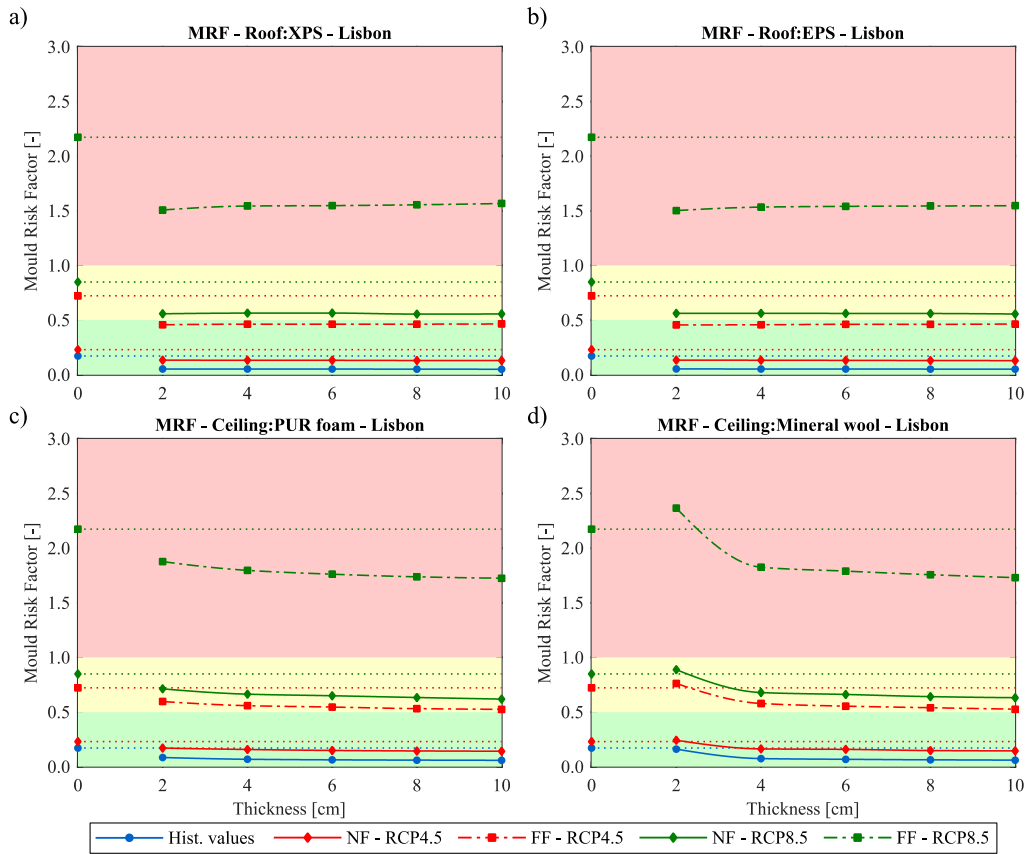 a)
MRF - Roof:XPS - Lisbon
3.0
2.5
2.0
1.5
1.0
0.5
0.0
Mould Risk Factor [-]
0 2 4 6 8 10
b)
MRF - Roof:EPS - Lisbon
3.0
2.5
2.0
1.5
1.0
0.5
0.0
Mould Risk Factor [-]
0 2 4 6 8 10
c)
MRF - Ceiling:PUR foam - Lisbon
3.0
2.5
2.0
1.5
1.0
0.5
0.0
Mould Risk Factor [-]
0 2 4 6 8 10
Thickness [cm]
d)
MRF - Ceiling:Mineral wool - Lisbon
3.0
2.5
2.0
1.5
1.0
0.5
0.0
Mould Risk Factor [-]
0 2 4 6 8 10
Thickness [cm]
Hist. values NF - RCP4.5 FF - RCP4.5 NF - RCP8.5 FF - RCP8.5